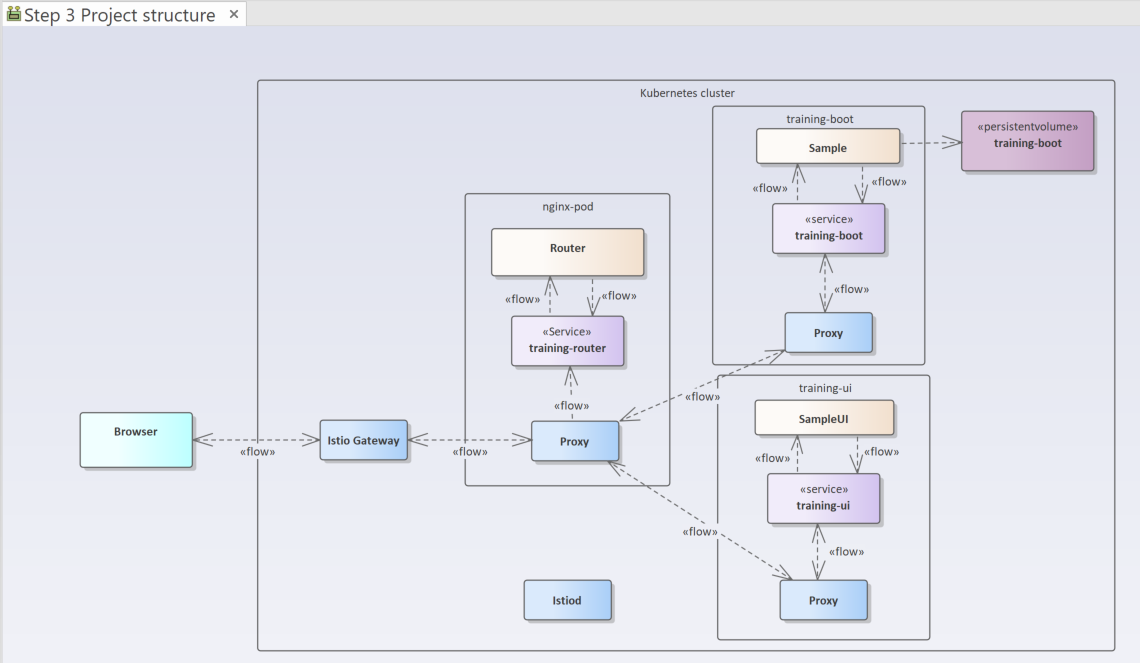 Step 3 Project structure
Kubernetes cluster
training-boot
Sample
«persistentvolume»
training-boot
«flow»
«flow»
«service»
training-boot
«flow»
Proxy
nginx-pod
Router
«flow»
«flow»
«Service»
training-router
«flow»
Proxy
Browser
«flow»
Istio Gateway
«flow»
«flow»
«flow»
training-ui
SampleUI
«flow»
«flow»
«service»
training-ui
«flow»
Proxy
Istiod